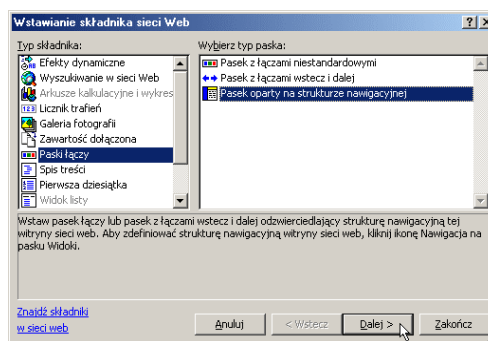 Wstawianie składnika sieci Web
Typ składnika:
Efekty dynamiczne
Wyszukiwanie w sieci Web
Arkusze kalkulacyjne i wykres
Licznik trafień
Galeria fotografii
Zawartość dołączona
Paski łączy
Spis treści
Pierwsza dziesiątka
Widok listy
Wybierz typ paska:
Pasek z łączami niestandardowymi
Pasek z łączami wstecz i dalej
Pasek oparty na strukturze nawigacyjnej
Wstaw pasek łączy lub pasek z łączami wstecz i dalej odzwierciedlający strukturę nawigacyjną tej
witryny sieci web. Aby zdefiniować strukturę nawigacyjną witryny sieci web, kliknij ikonę Nawigacja na
pasku Widoki.
Znajdź składniki
w sieci web
Anuluj
< Wstecz
Dalej >
Zakończ